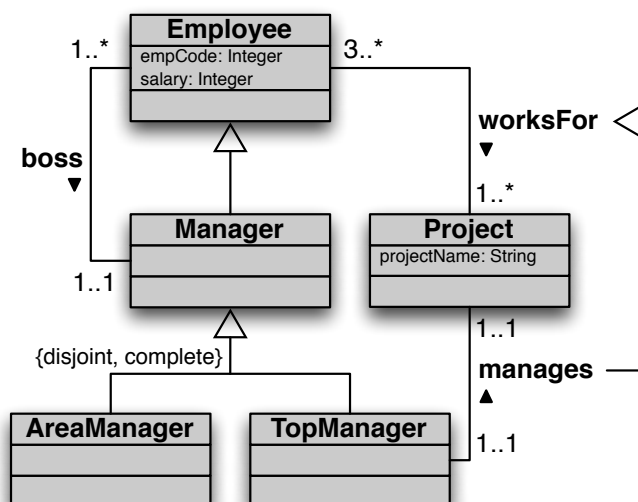 Employee
1..*
empCode: Integer
3..*
salary: Integer
worksFor
▼
boss
▼
1..*
Manager
Project
projectName: String
1..1
1..1
{disjoint, complete}
manages
▲
AreaManager
TopManager
1..1